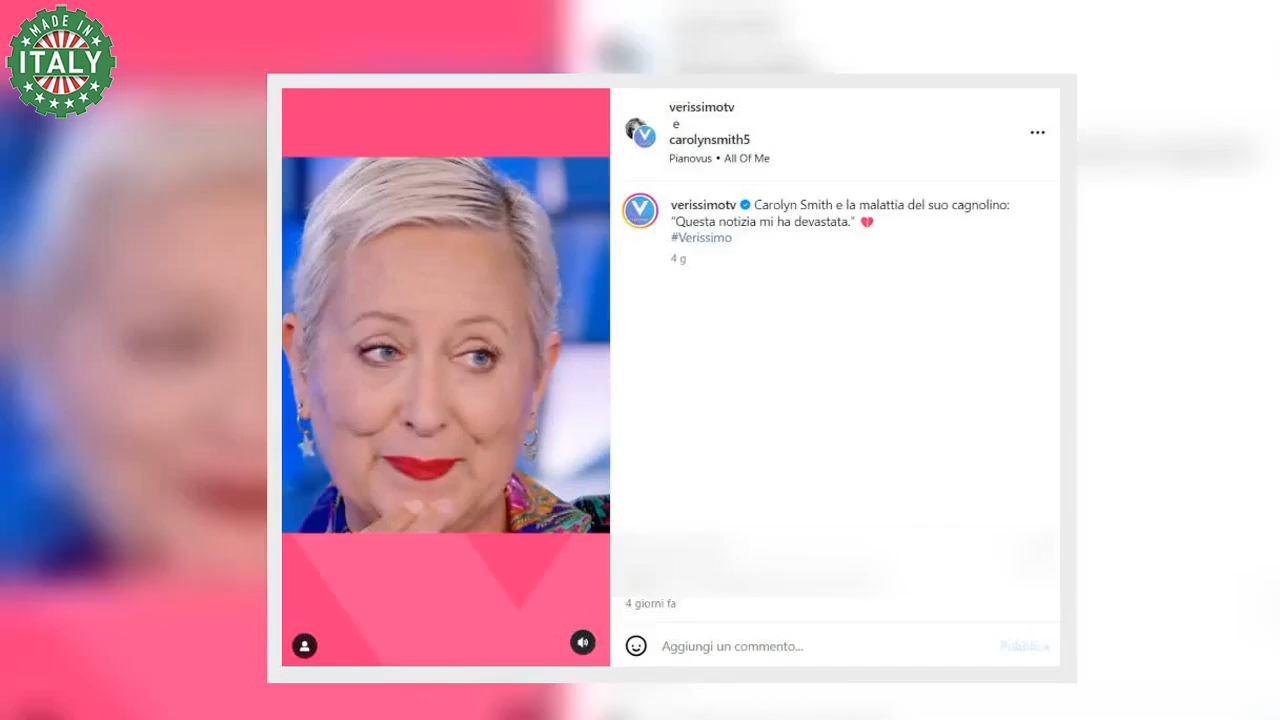 MADE IN
ITALY
verissimotv
e
carolynsmith5
Pianovus • All Of Me
verissimotv Carolyn Smith e la malattia del suo cagnolino:
"Questa notizia mi ha devastata." 💔
#Verissimo
4 g
4 giorni fa
Aggiungi un commento...